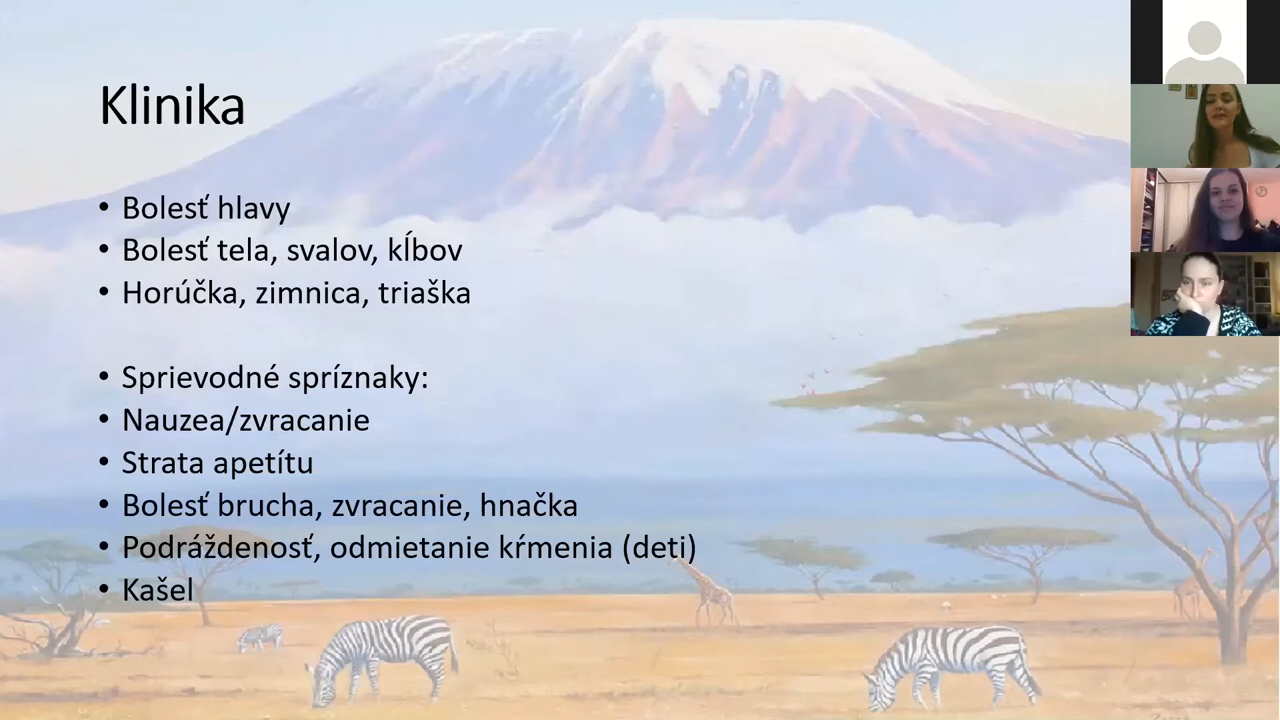 Klinika
• Bolesť hlavy
• Bolesť tela, svalov, kĺbov
• Horúčka, zimnica, triaška
• Sprievodné spríznaky:
• Nauzea/zvracanie
• Strata apetítu
• Bolesť brucha, zvracanie, hnačka
• Podráždenosť, odmietanie kŕmenia (deti)
• Kašel